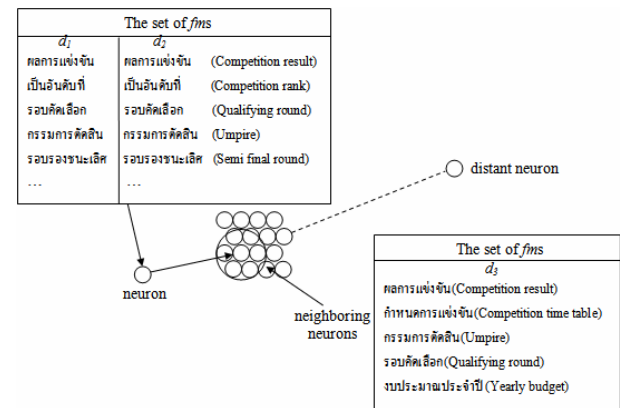 The set of fms
d1 d2
ผลการแข่งขัน ผลการแข่งขัน (Competition result)
เป็นอันดับที่ เป็นอันดับที่ (Competition rank)
รอบคัดเลือก รอบคัดเลือก (Qualifying round)
กรรมการตัดสิน กรรมการตัดสิน (Umpire)
รอบรองชนะเลิศ รอบรองชนะเลิศ (Semi final round)
... ...
distant neuron
neuron
neighboring
neurons
The set of fms
d3
ผลการแข่งขัน(Competition result)
กำหนดการแข่งขัน(Competition time table)
กรรมการตัดสิน(Umpire)
รอบคัดเลือก(Qualifying round)
งบประมาณประจำปี(Yearly budget)